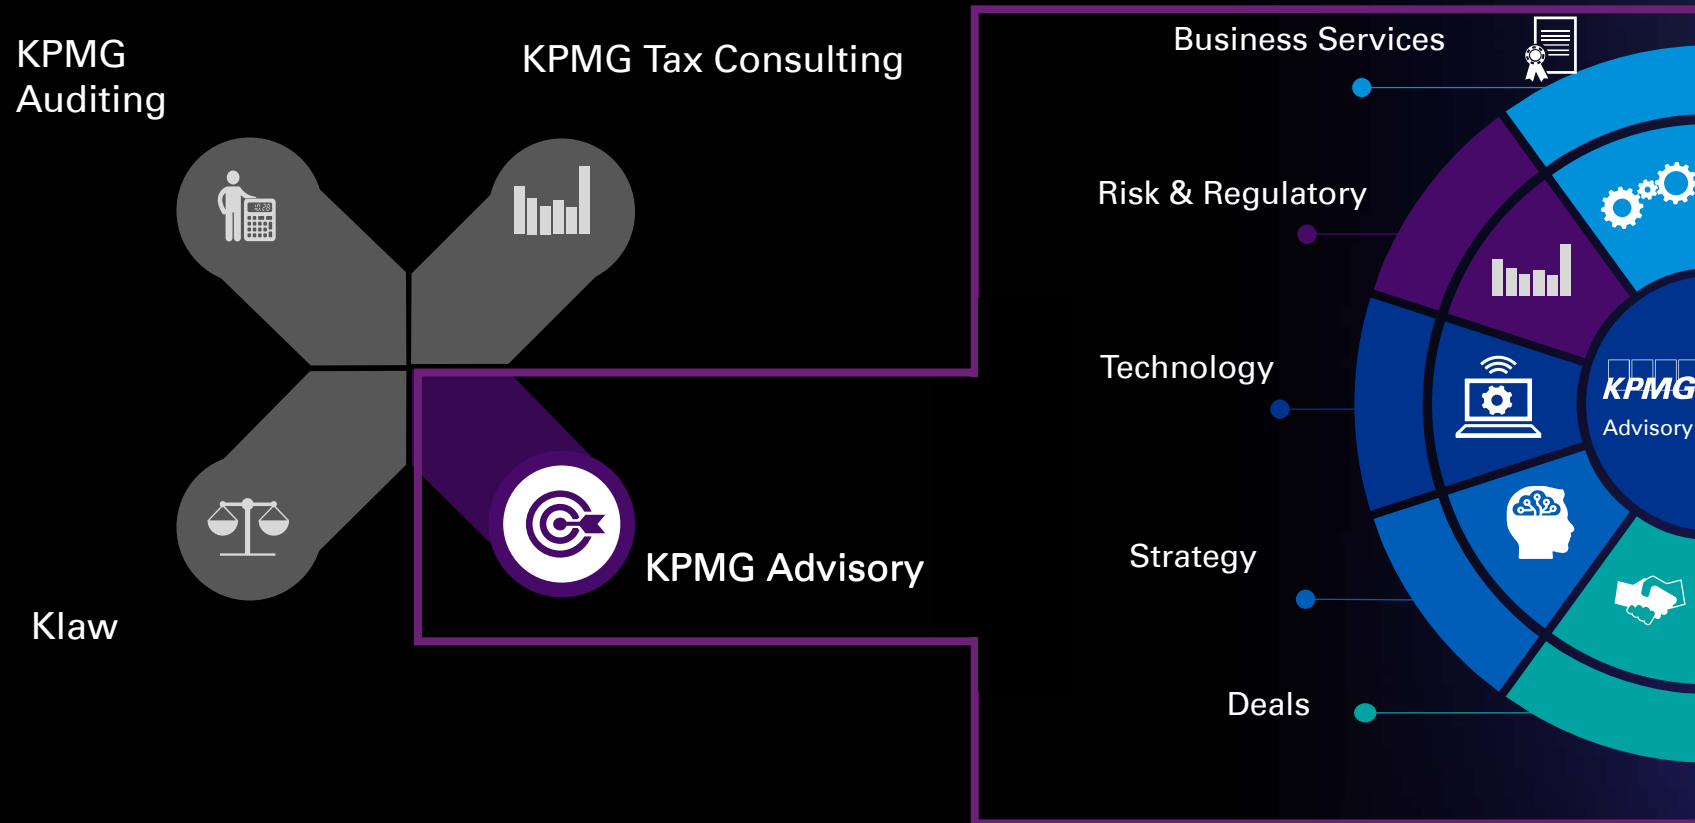 KPMG
Auditing
KPMG Tax Consulting
KPMG Advisory
Klaw
Business Services
Risk & Regulatory
Technology
Strategy
Deals
KPMG
Advisory